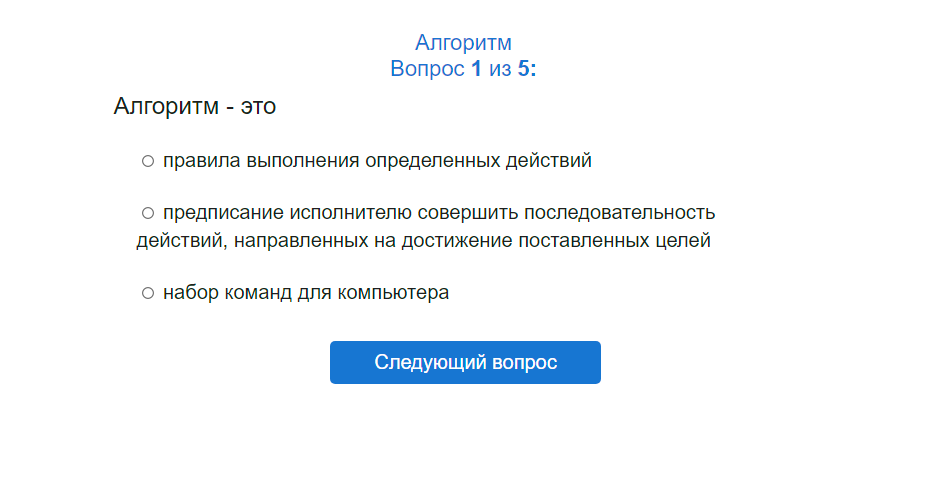 Алгоритм
Вопрос 1 из 5:
Алгоритм - это
правила выполнения определенных действий
предписание исполнителю совершить последовательность
действий, направленных на достижение поставленных целей
набор команд для компьютера
Следующий вопрос